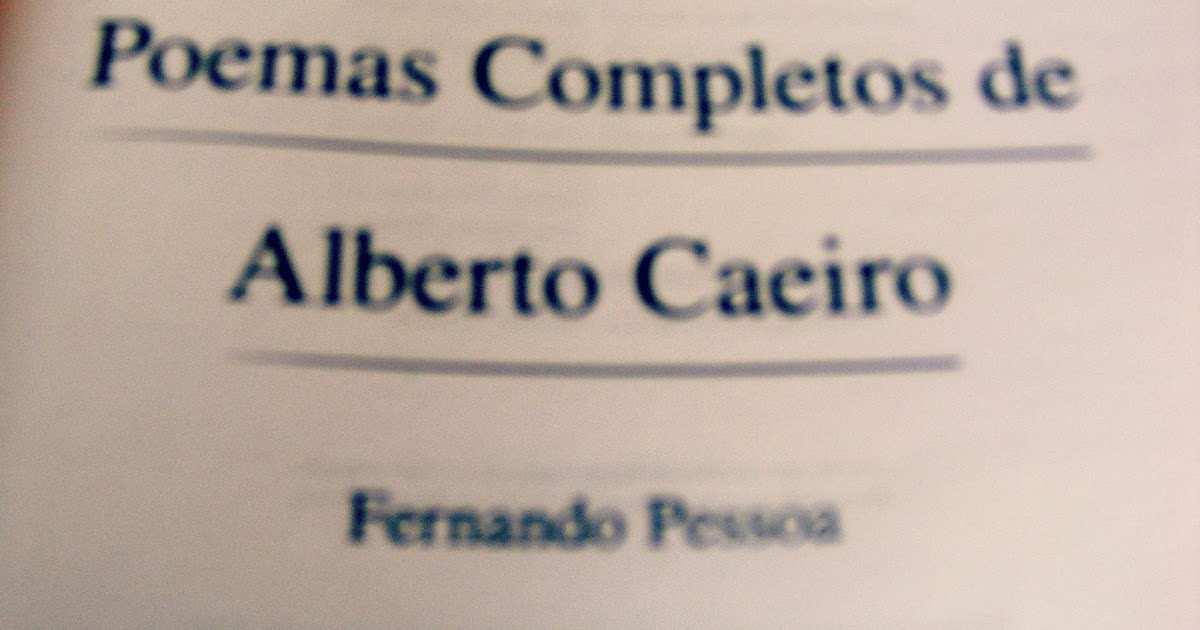 Poemas Completos de
Alberto Caeiro
Fernando Pessoa